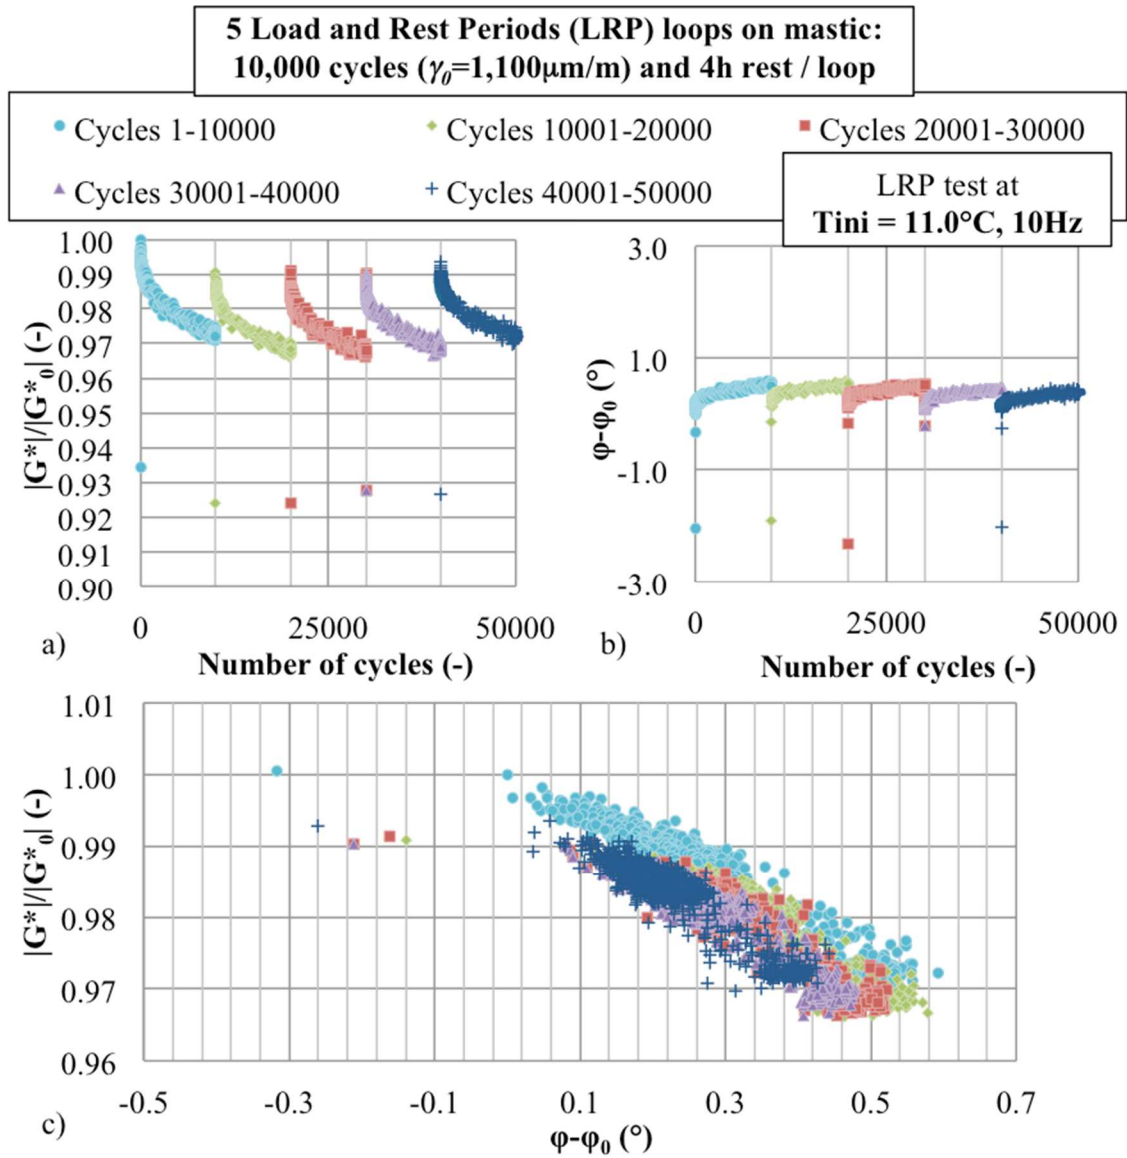 5 Load and Rest Periods (LRP) loops on mastic:
10,000 cycles (γ₀=1,100µm/m) and 4h rest / loop
Cycles 1-10000
Cycles 10001-20000
Cycles 20001-30000
Cycles 30001-40000
Cycles 40001-50000
LRP test at
Tini = 11.0°C, 10Hz
|G*|/|G*₀| (-)
1.00
0.99
0.98
0.97
0.96
0.95
0.94
0.93
0.92
0.91
0.90
0
25000
50000
a)
Number of cycles (-)
φ-φ₀ (°)
3.0
1.0
-1.0
-3.0
0
25000
50000
b)
Number of cycles (-)
|G*|/|G*₀| (-)
1.01
1.00
0.99
0.98
0.97
0.96
-0.5
-0.3
-0.1
0.1
0.3
0.5
0.7
c)
φ-φ₀ (°)